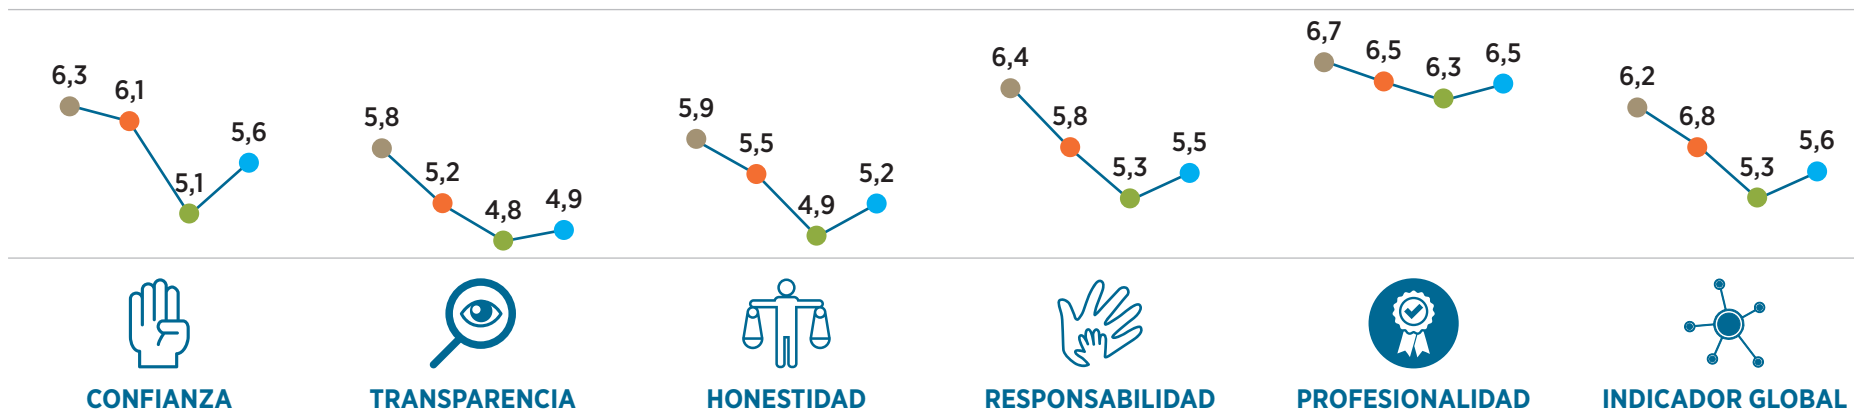 6,3 6,1 5,1 5,6
5,8 5,2 4,8 4,9
5,9 5,5 4,9 5,2
6,4 5,8 5,3 5,5
6,7 6,5 6,3 6,5
6,2 6,8 5,3 5,6
CONFIANZA
TRANSPARENCIA
HONESTIDAD
RESPONSABILIDAD
PROFESIONALIDAD
INDICADOR GLOBAL